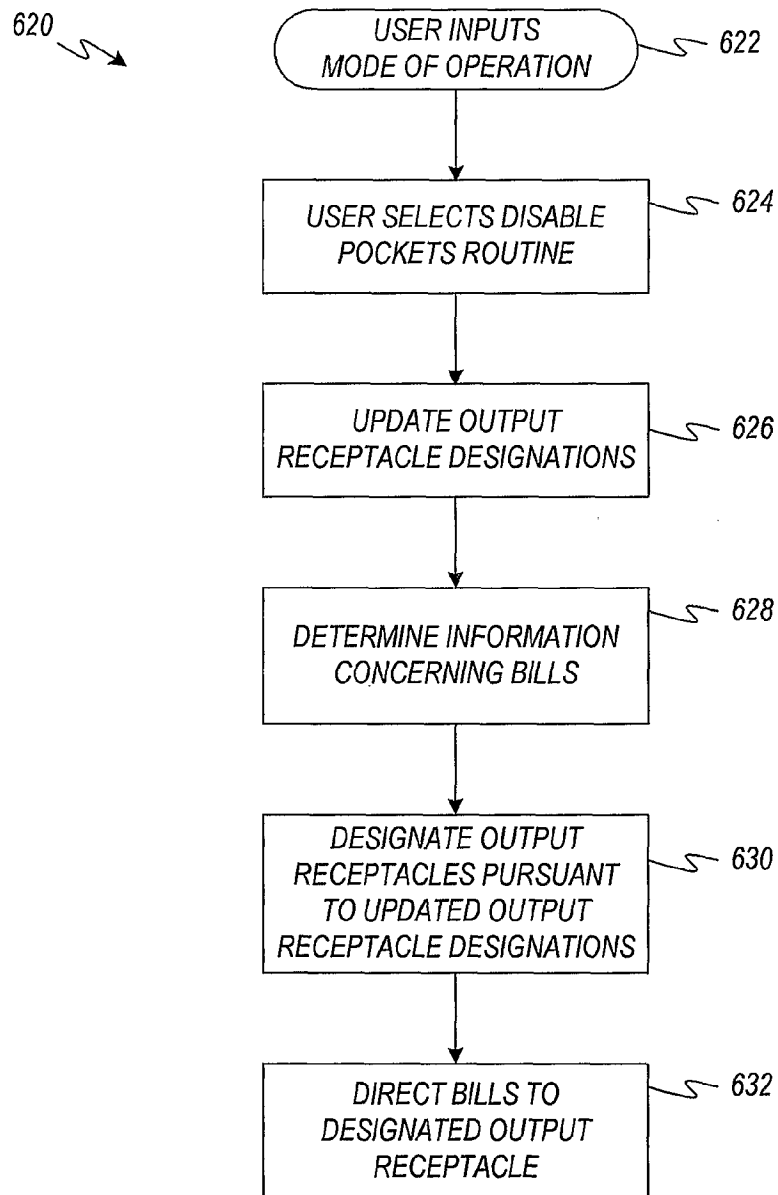 620
USER INPUTS
MODE OF OPERATION
622
USER SELECTS DISABLE
POCKETS ROUTINE
624
UPDATE OUTPUT
RECEPTACLE DESIGNATIONS
626
DETERMINE INFORMATION
CONCERNING BILLS
628
DESIGNATE OUTPUT
RECEPTACLES PURSUANT
TO UPDATED OUTPUT
RECEPTACLE DESIGNATIONS
630
DIRECT BILLS TO
DESIGNATED OUTPUT
RECEPTACLE
632